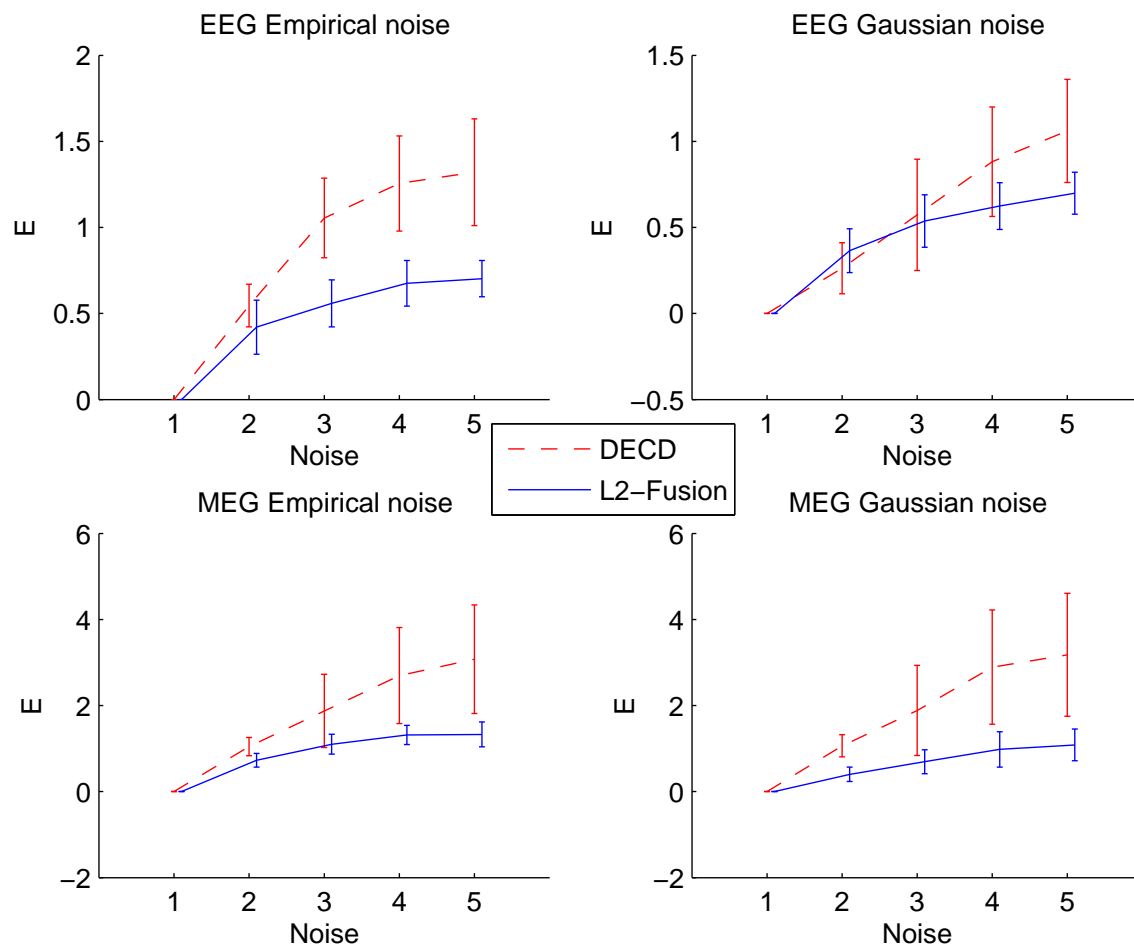 EEG Empirical noise
2
1.5
1
0.5
0
E
1 2 3 4 5
Noise
EEG Gaussian noise
1.5
1
0.5
0
−0.5
E
1 2 3 4 5
Noise
DECD
L2−Fusion
MEG Empirical noise
6
4
2
0
−2
E
1 2 3 4 5
Noise
MEG Gaussian noise
6
4
2
0
−2
E
1 2 3 4 5
Noise